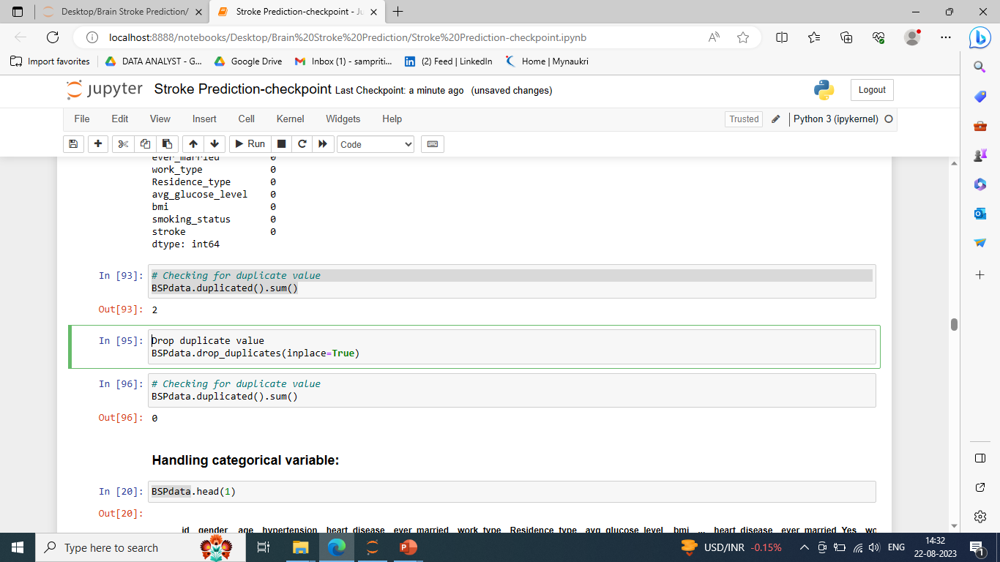 Desktop/Brain Stroke Prediction/
Stroke Prediction-checkpoint - Ju
localhost:8888/notebooks/Desktop/Brain%20Stroke%20Prediction/Stroke%20Prediction-checkpoint.ipynb
Import favorites
DATA ANALYST - G...
Google Drive
Inbox (1) - sampriti...
(2) Feed | LinkedIn
Home | Mynaukri
jupyter Stroke Prediction-checkpoint Last Checkpoint: a minute ago (unsaved changes)
Logout
File Edit View Insert Cell Kernel Widgets Help
Trusted
Python 3 (ipykernel)
Run
Code
ever_married 0
work_type 0
Residence_type 0
avg_glucose_level 0
bmi 0
smoking_status 0
stroke 0
dtype: int64
In [93]: # Checking for duplicate value
BSPdata.duplicated().sum()
Out[93]: 2
In [95]: Drop duplicate value
BSPdata.drop_duplicates(inplace=True)
In [96]: # Checking for duplicate value
BSPdata.duplicated().sum()
Out[96]: 0
Handling categorical variable:
In [20]: BSPdata.head(1)
Out[20]:
id gender age hypertension heart_disease ever_married work_type Residence_type avg_glucose_level bmi ... heart_disease ever_married_Yes wo
Type here to search
USD/INR -0.15%
ENG
14:32
22-08-2023
1